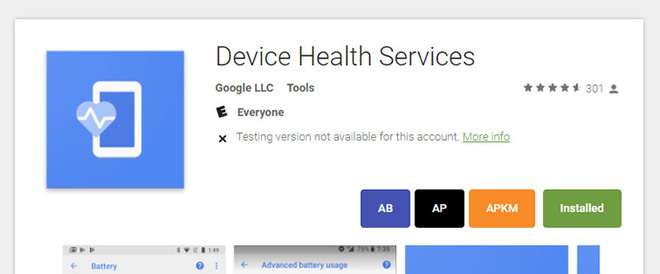 Device Health Services
Google LLC Tools
301
E Everyone
Testing version not available for this account. More info
AB AP APKM Installed
1:49 7:35
Battery Advanced battery usage